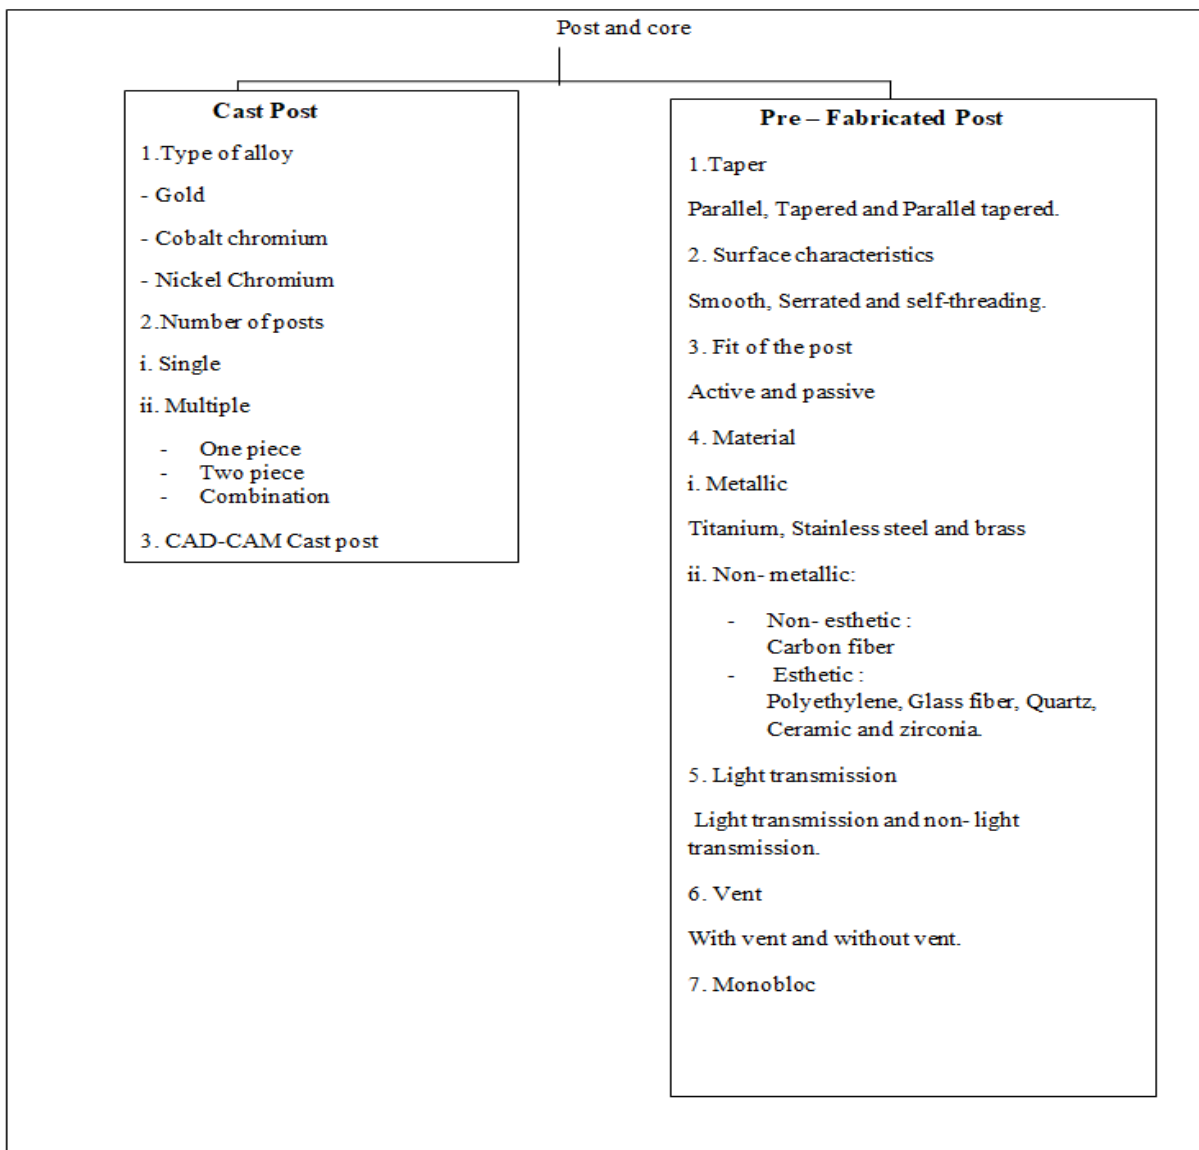 Post and core
Cast Post
1.Type of alloy
- Gold
- Cobalt chromium
- Nickel Chromium
2.Number of posts
i. Single
ii. Multiple
- One piece
- Two piece
- Combination
3. CAD-CAM Cast post
Pre – Fabricated Post
1.Taper
Parallel, Tapered and Parallel tapered.
2. Surface characteristics
Smooth, Serrated and self-threading.
3. Fit of the post
Active and passive
4. Material
i. Metallic
Titanium, Stainless steel and brass
ii. Non- metallic:
- Non- esthetic :
Carbon fiber
- Esthetic :
Polyethylene, Glass fiber, Quartz,
Ceramic and zirconia.
5. Light transmission
Light transmission and non- light
transmission.
6. Vent
With vent and without vent.
7. Monobloc